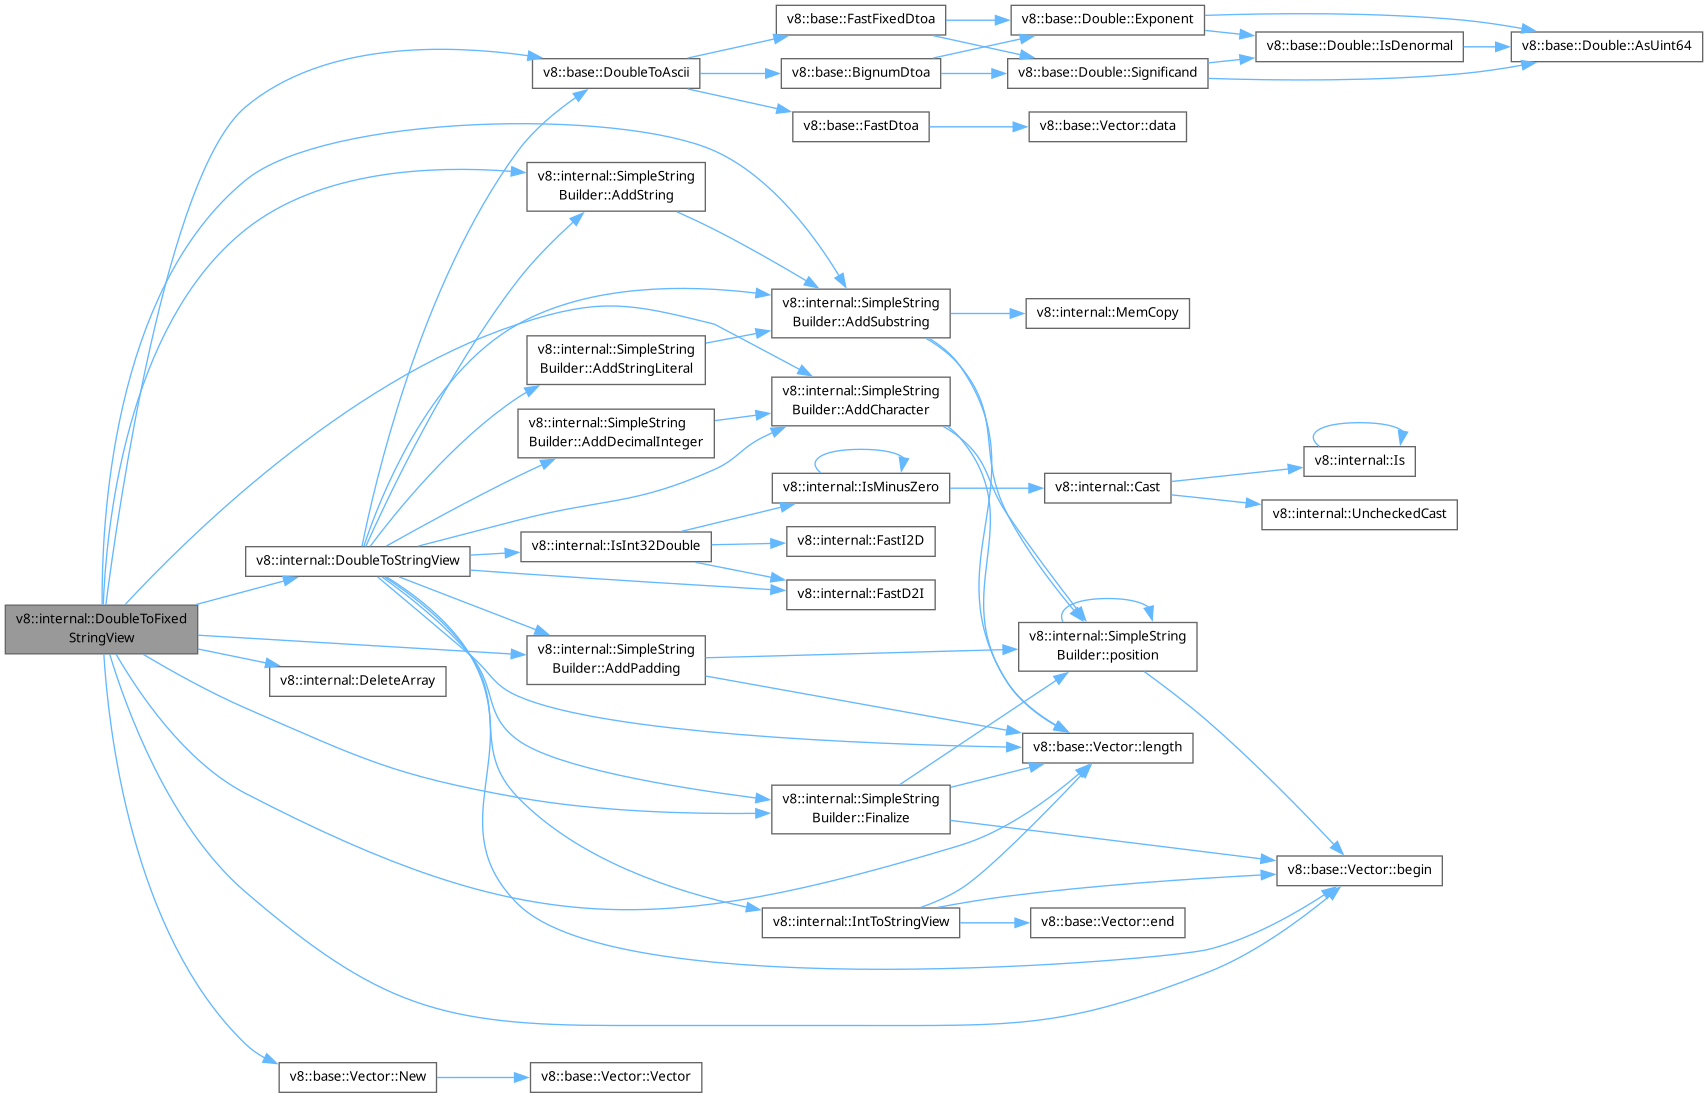 v8::base::FastFixedDtoa
v8::base::Double::Exponent
v8::base::Double::IsDenormal
v8::base::Double::AsUint64
v8::base::DoubleToAscii
v8::base::BignumDtoa
v8::base::Double::Significand
v8::base::FastDtoa
v8::base::Vector::data
v8::internal::SimpleString
Builder::AddString
v8::internal::SimpleString
Builder::AddSubstring
v8::internal::MemCopy
v8::internal::SimpleString
Builder::AddStringLiteral
v8::internal::SimpleString
Builder::AddCharacter
v8::internal::SimpleString
Builder::AddDecimalInteger
v8::internal::Is
v8::internal::IsMinusZero
v8::internal::Cast
v8::internal::UncheckedCast
v8::internal::IsInt32Double
v8::internal::FastI2D
v8::internal::DoubleToStringView
v8::internal::FastD2I
v8::internal::DoubleToFixed
StringView
v8::internal::SimpleString
Builder::AddPadding
v8::internal::SimpleString
Builder::position
v8::internal::DeleteArray
v8::base::Vector::length
v8::internal::SimpleString
Builder::Finalize
v8::base::Vector::begin
v8::internal::IntToStringView
v8::base::Vector::end
v8::base::Vector::New
v8::base::Vector::Vector